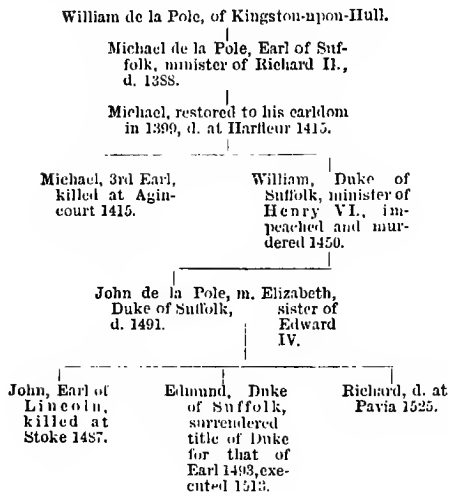 William de la Pole, of Kingston-upon-Hull.
Michael de la Pole, Earl of Suf-
folk, minister of Richard II.,
d. 1388.
Michael, restored to his earldom
in 1399, d. at Harfleur 1415.
Michael, 3rd Earl,
killed at Agin-
court 1415.
William, Duke of
Suffolk, minister of
Henry VI., im-
peached and mur-
dered 1450.
John de la Pole, m. Elizabeth,
Duke of Suffolk,
d. 1491.
sister of
Edward
IV.
John, Earl of
Lincoln,
killed at
Stoke 1487.
Edmund, Duke
of Suffolk,
surrendered
title of Duke
for that of
Earl 1493, exe-
cuted 1513.
Richard, d. at
Pavia 1525.